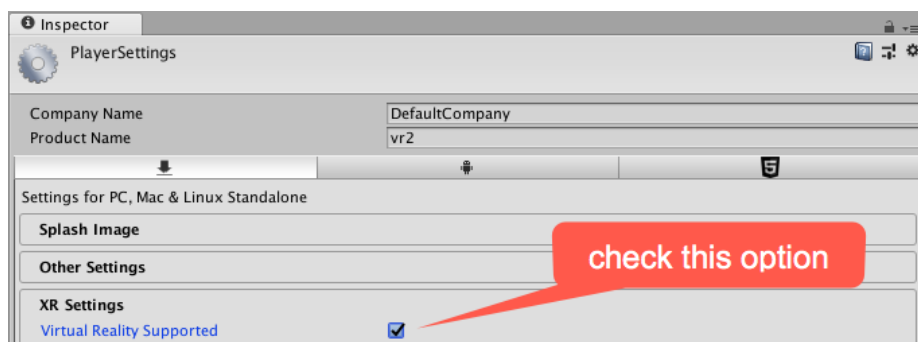 Inspector
PlayerSettings
Company Name DefaultCompany
Product Name vr2
Settings for PC, Mac & Linux Standalone
Splash Image
Other Settings
check this option
XR Settings
Virtual Reality Supported